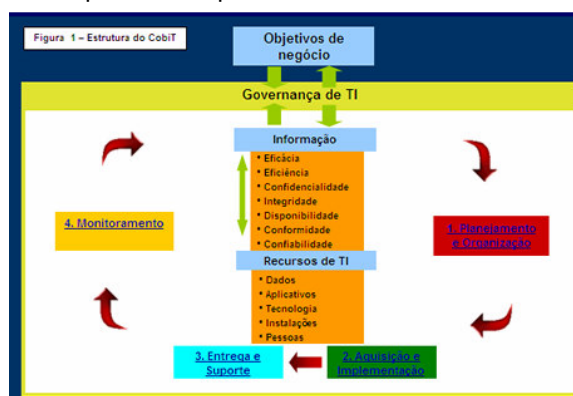 Figura 1 – Estrutura do CobiT
Objetivos de
negócio
Governança de TI
Informação
• Eficácia
• Eficiência
• Confidencialidade
• Integridade
• Disponibilidade
• Conformidade
• Confiabilidade
Recursos de TI
• Dados
• Aplicativos
• Tecnologia
• Instalações
• Pessoas
1. Planejamento
e Organização
2. Aquisição e
Implementação
3. Entrega e
Suporte
4. Monitoramento